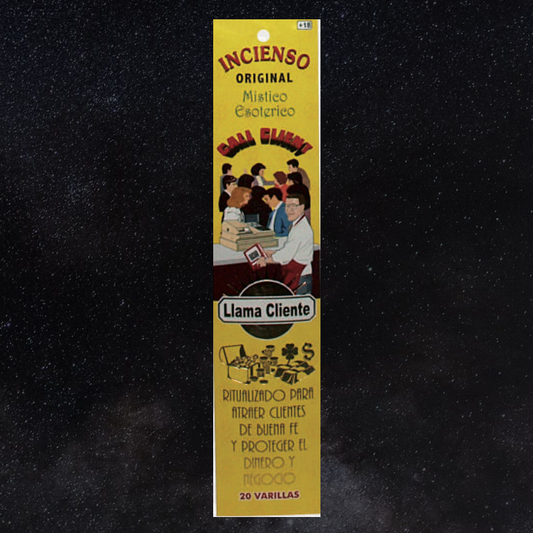 +18
INCIENSO
ORIGINAL
Mistico
Esoterico
CALL CLIENT
Llama Cliente
$
RITUALIZADO PARA
ATRAER CLIENTES
DE BUENA FE
Y PROTEGER EL
DINERO Y
NEGOCIO
20 VARILLAS